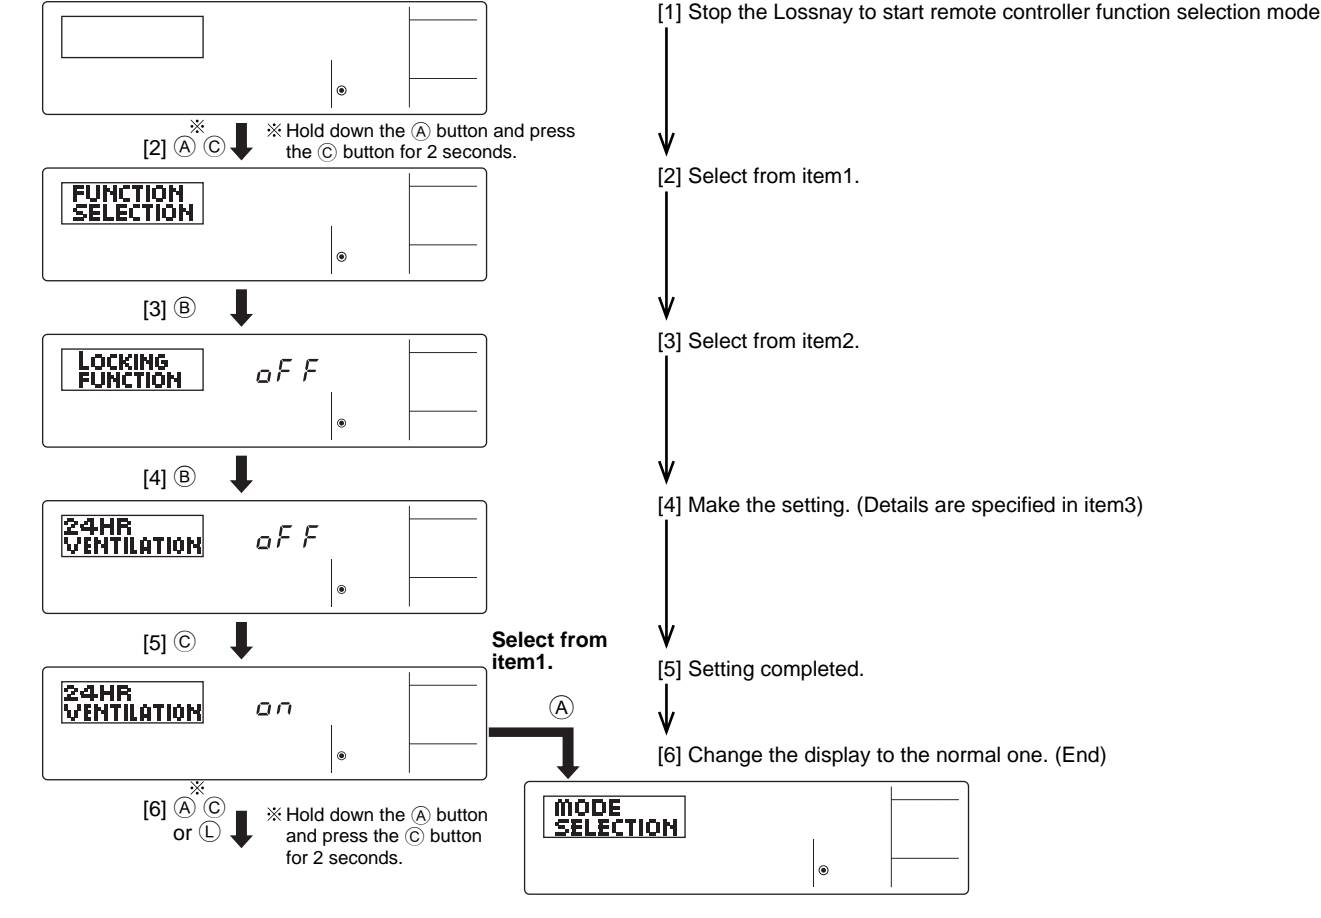 [1] Stop the Lossnay to start remote controller function selection mode
※
[2] Ⓐ Ⓒ
※ Hold down the Ⓐ button and press
the Ⓒ button for 2 seconds.
FUNCTION
SELECTION
[2] Select from item1.
[3] Ⓑ
LOCKING
FUNCTION
oFF
[3] Select from item2.
[4] Ⓑ
24HR
VENTILATION
oFF
[4] Make the setting. (Details are specified in item3)
[5] Ⓒ
24HR
VENTILATION
on
Select from
item1.
Ⓐ
[5] Setting completed.
[6] Change the display to the normal one. (End)
※
[6] Ⓐ Ⓒ
or Ⓛ
※ Hold down the Ⓐ button
and press the Ⓒ button
for 2 seconds.
MODE
SELECTION